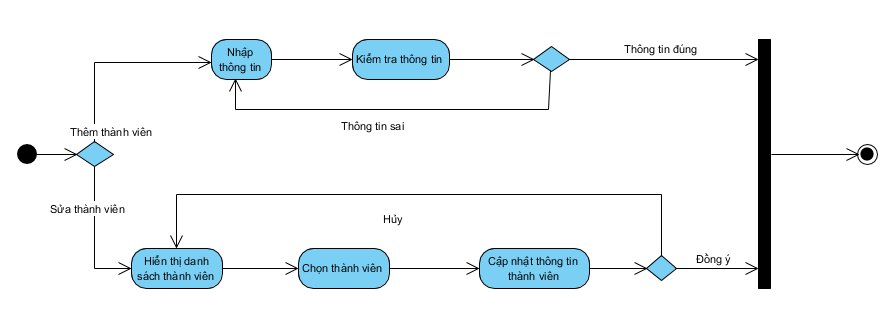 Nhập
thông tin
Kiểm tra thông tin
Thông tin đúng
Thông tin sai
Thêm thành viên
Sửa thành viên
Hủy
Hiển thị danh
sách thành viên
Chọn thành viên
Cập nhật thông tin
thành viên
Đồng ý